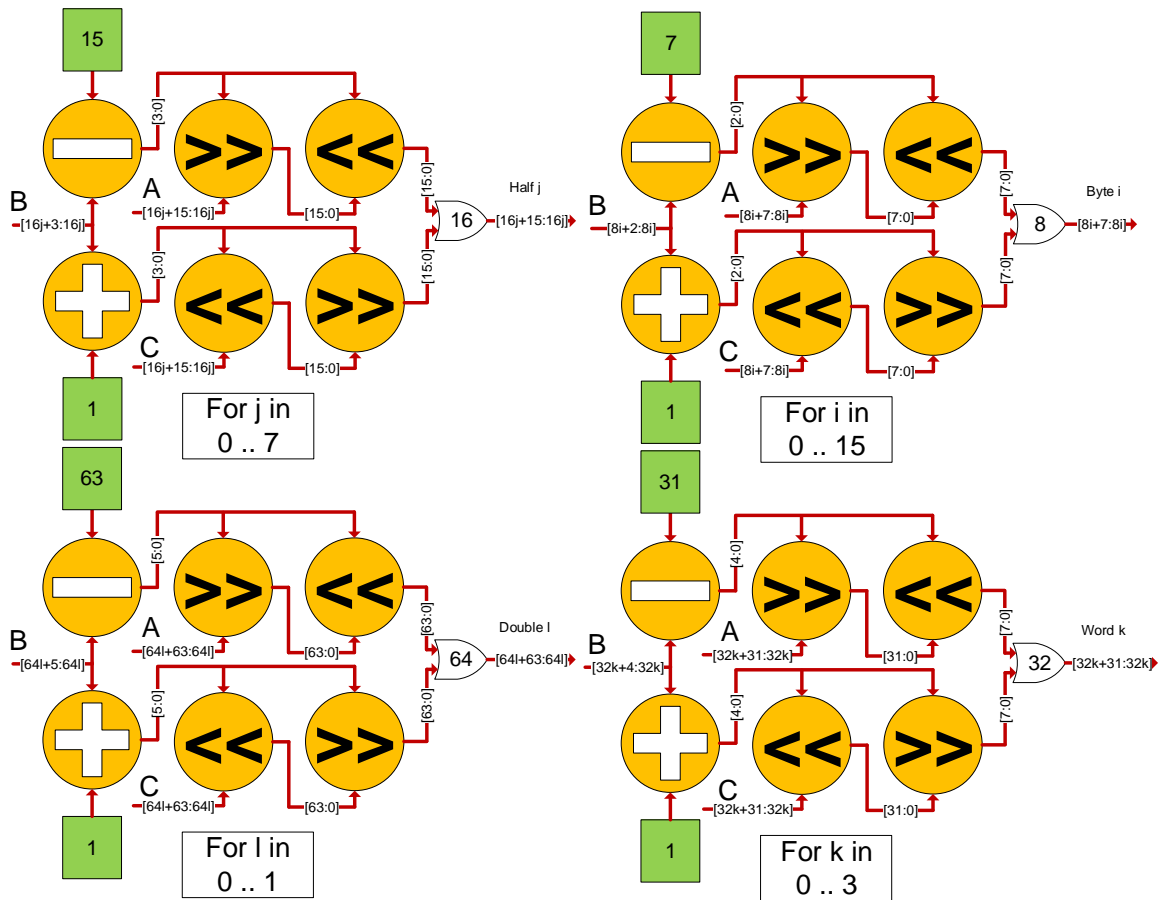 15
[3:0]
>>
<<
B
[16j+3:16j]
A
[16j+15:16j]
[15:0]
[15:0]
Half j
16
[16j+15:16j]
[3:0]
[15:0]
<<
>>
C
[16j+15:16j]
[15:0]
1
For j in
0 .. 7
7
[2:0]
>>
<<
B
[8i+2:8i]
A
[8i+7:8i]
[7:0]
[7:0]
Byte i
8
[8i+7:8i]
[2:0]
[7:0]
<<
>>
C
[8i+7:8i]
[7:0]
1
For i in
0 .. 15
63
[5:0]
>>
<<
B
[64l+5:64l]
A
[64l+63:64l]
[63:0]
[63:0]
Double l
64
[64l+63:64l]
[5:0]
[63:0]
<<
>>
C
[64l+63:64l]
[63:0]
1
For l in
0 .. 1
31
[4:0]
>>
<<
B
[32k+4:32k]
A
[32k+31:32k]
[31:0]
[7:0]
Word k
32
[32k+31:32k]
[4:0]
[7:0]
<<
>>
C
[32k+31:32k]
[31:0]
1
For k in
0 .. 3